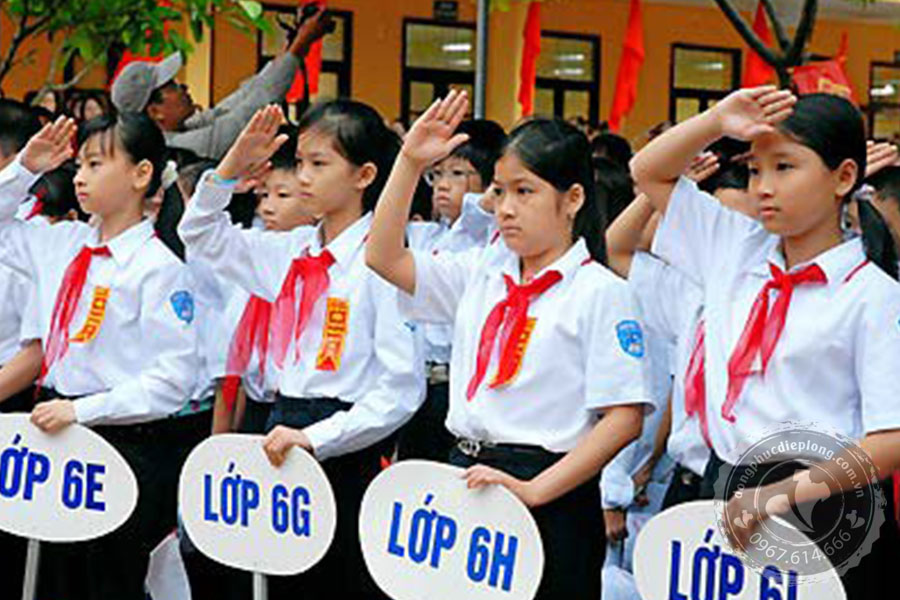 LỚP 6E
LỚP 6G
LỚP 6H
LỚP 6I
dongphucdieplong.com.vn
0967.614.666